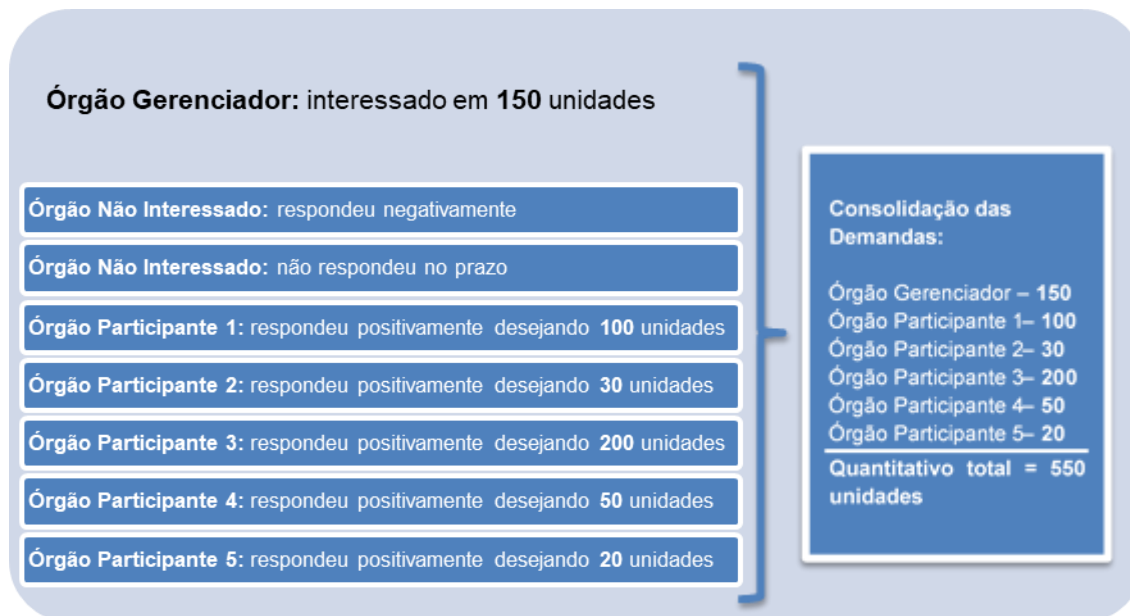 Órgão Gerenciador: interessado em 150 unidades
Órgão Não Interessado: respondeu negativamente
Órgão Não Interessado: não respondeu no prazo
Órgão Participante 1: respondeu positivamente desejando 100 unidades
Órgão Participante 2: respondeu positivamente desejando 30 unidades
Órgão Participante 3: respondeu positivamente desejando 200 unidades
Órgão Participante 4: respondeu positivamente desejando 50 unidades
Órgão Participante 5: respondeu positivamente desejando 20 unidades
Consolidação das
Demandas:
Órgão Gerenciador – 150
Órgão Participante 1– 100
Órgão Participante 2– 30
Órgão Participante 3– 200
Órgão Participante 4– 50
Órgão Participante 5– 20
Quantitativo total = 550
unidades